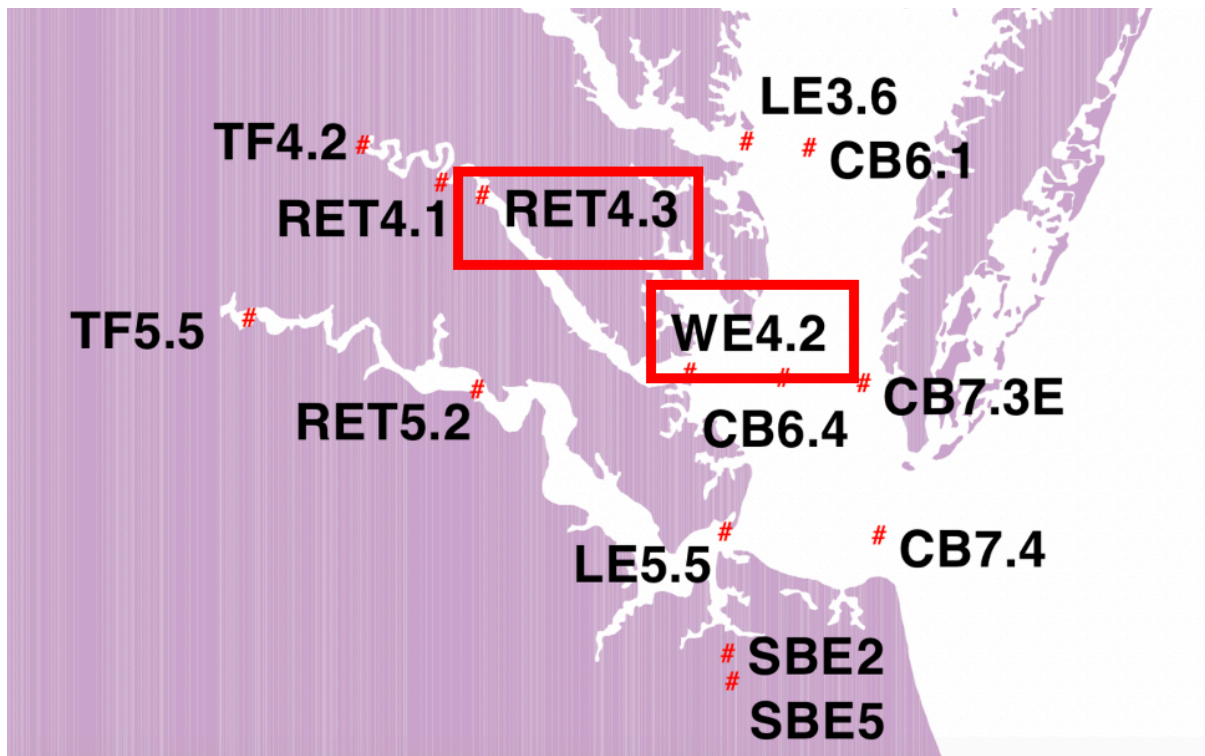 LE3.6
TF4.2
CB6.1
RET4.1
RET4.3
TF5.5
WE4.2
CB7.3E
RET5.2
CB6.4
LE5.5
CB7.4
SBE2
SBE5